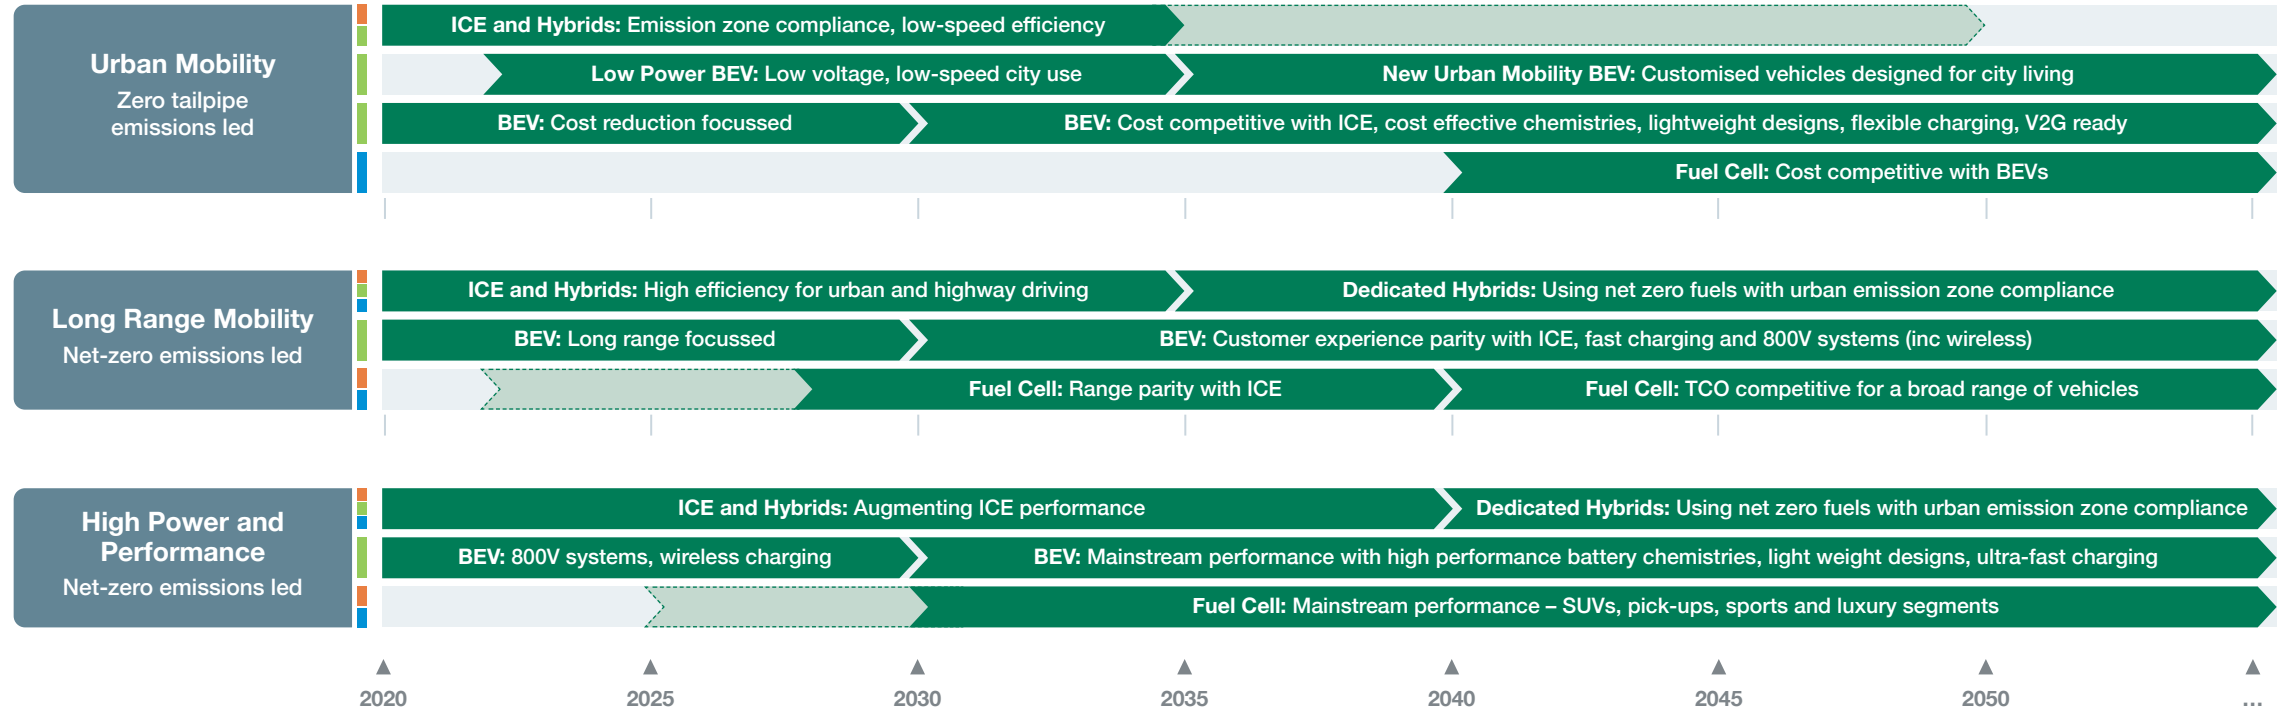 Urban Mobility
Zero tailpipe
emissions led
ICE and Hybrids: Emission zone compliance, low-speed efficiency
Low Power BEV: Low voltage, low-speed city use
New Urban Mobility BEV: Customised vehicles designed for city living
BEV: Cost reduction focussed
BEV: Cost competitive with ICE, cost effective chemistries, lightweight designs, flexible charging, V2G ready
Fuel Cell: Cost competitive with BEVs
Long Range Mobility
Net-zero emissions led
ICE and Hybrids: High efficiency for urban and highway driving
Dedicated Hybrids: Using net zero fuels with urban emission zone compliance
BEV: Long range focussed
BEV: Customer experience parity with ICE, fast charging and 800V systems (inc wireless)
Fuel Cell: Range parity with ICE
Fuel Cell: TCO competitive for a broad range of vehicles
High Power and
Performance
Net-zero emissions led
ICE and Hybrids: Augmenting ICE performance
Dedicated Hybrids: Using net zero fuels with urban emission zone compliance
BEV: 800V systems, wireless charging
BEV: Mainstream performance with high performance battery chemistries, light weight designs, ultra-fast charging
Fuel Cell: Mainstream performance – SUVs, pick-ups, sports and luxury segments
2020
2025
2030
2035
2040
2045
2050
...